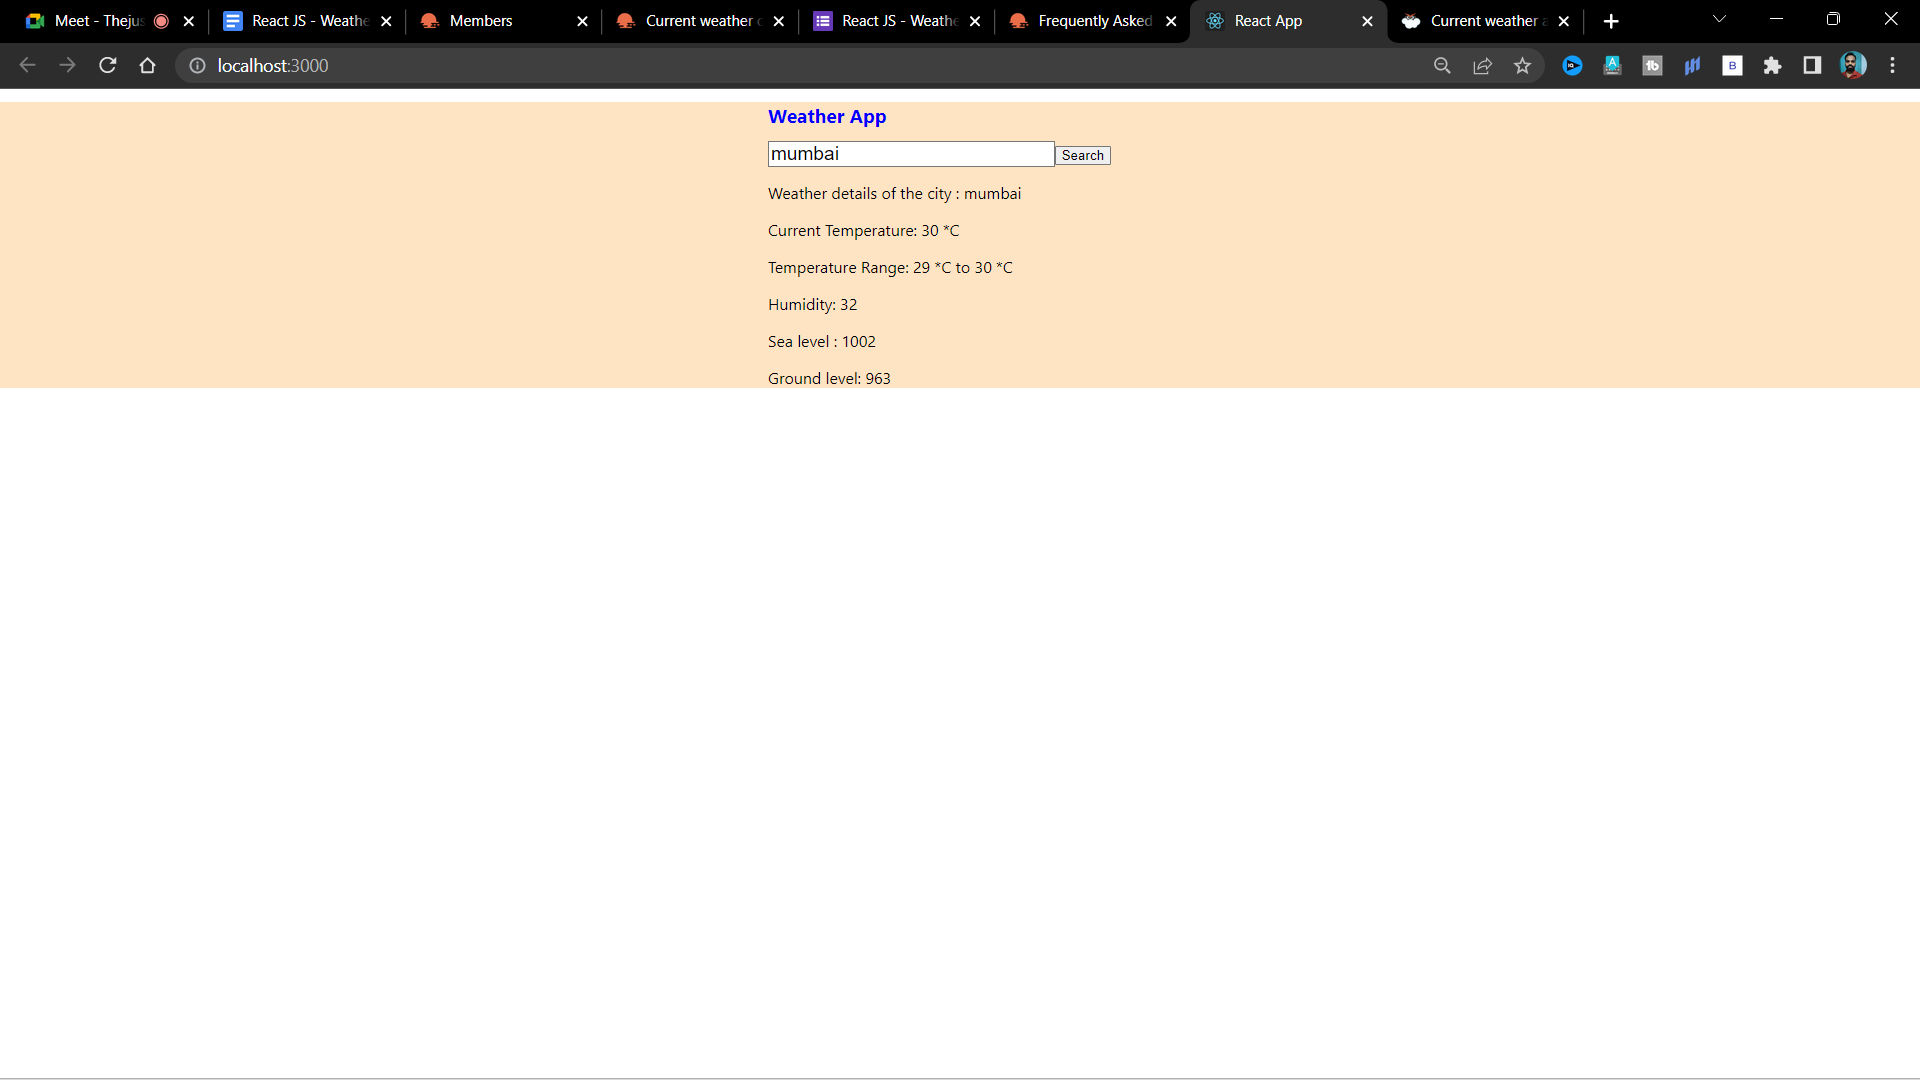 Meet - Thejus
React JS - Weathe
Members
Current weather c
React JS - Weathe
Frequently Asked
React App
Current weather a
localhost:3000
Weather App
mumbai
Search
Weather details of the city : mumbai
Current Temperature: 30 *C
Temperature Range: 29 *C to 30 *C
Humidity: 32
Sea level : 1002
Ground level: 963